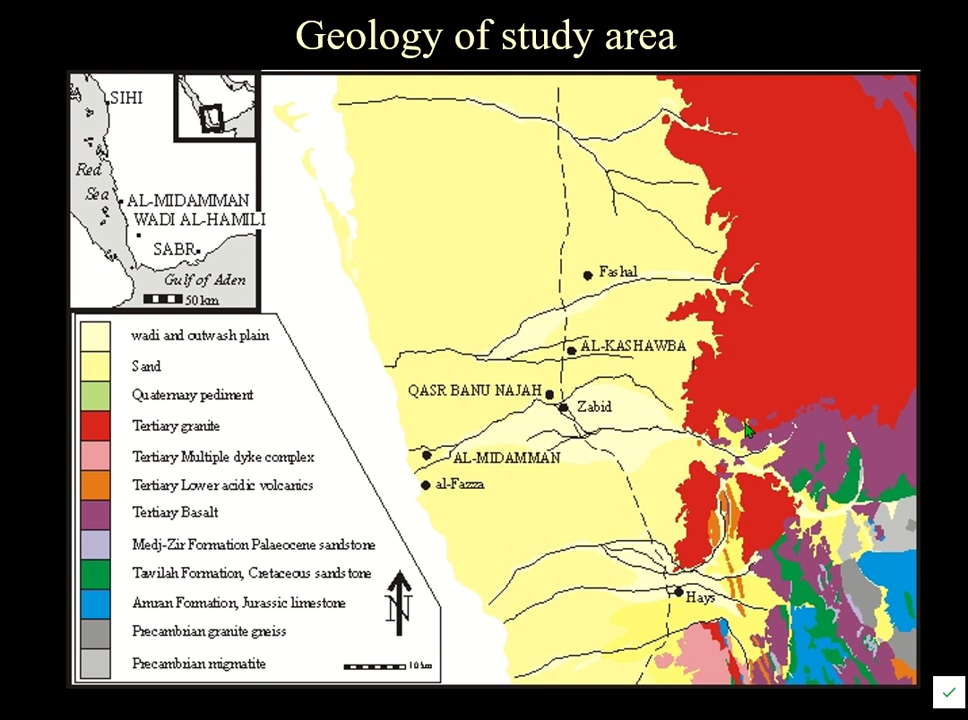 Geology of study area
SIHI
Red
Sea
AL-MIDAMMAN
WADI AL-HAMILI
SABR
Gulf of Aden
50 km
Fashal
AL-KASHAWBA
QASR BANU NAJAH
Zabid
AL-MIDAMMAN
al-Fazza
Hays
wadi and outwash plain
Sand
Quaternary pediment
Tertiary granite
Tertiary Multiple dyke complex
Tertiary Lower acidic volcanics
Tertiary Basalt
Medj-Zir Formation Palaeocene sandstone
Tawilah Formation, Cretaceous sandstone
Amran Formation, Jurassic limestone
Precambrian granite gneiss
Precambrian migmatite
N
10 km